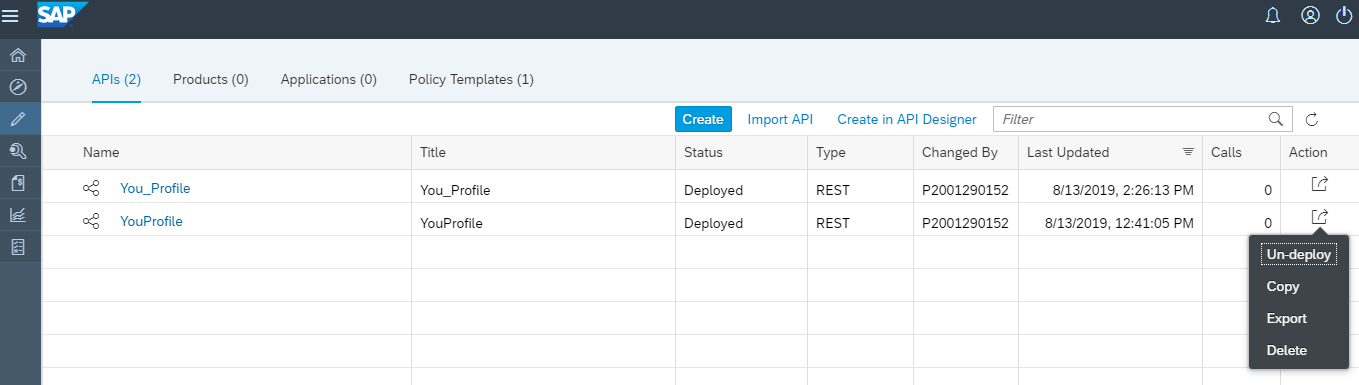 SAP
APIs (2) Products (0) Applications (0) Policy Templates (1)
Create Import API Create in API Designer Filter
Name Title Status Type Changed By Last Updated Calls Action
You_Profile You_Profile Deployed REST P2001290152 8/13/2019, 2:26:13 PM 0
YouProfile YouProfile Deployed REST P2001290152 8/13/2019, 12:41:05 PM 0
Un-deploy
Copy
Export
Delete